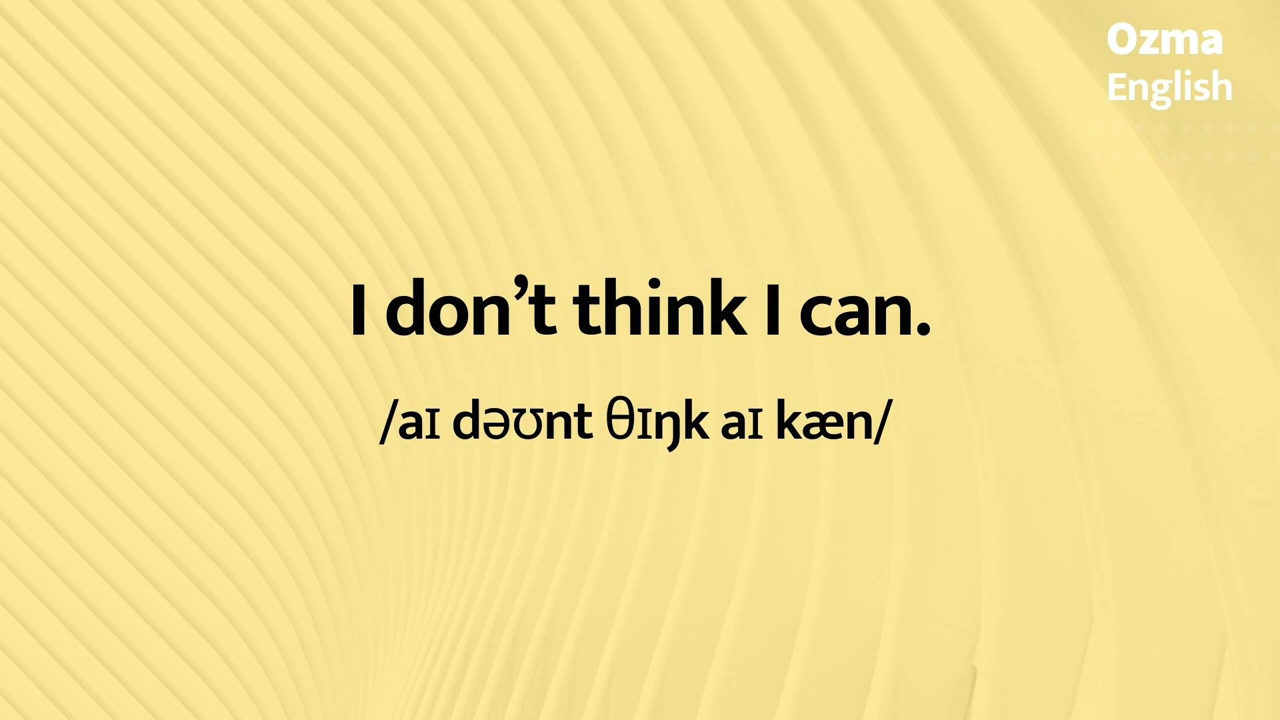 Ozma
English
I don’t think I can.
/aɪ dəʊnt θɪŋk aɪ kæn/